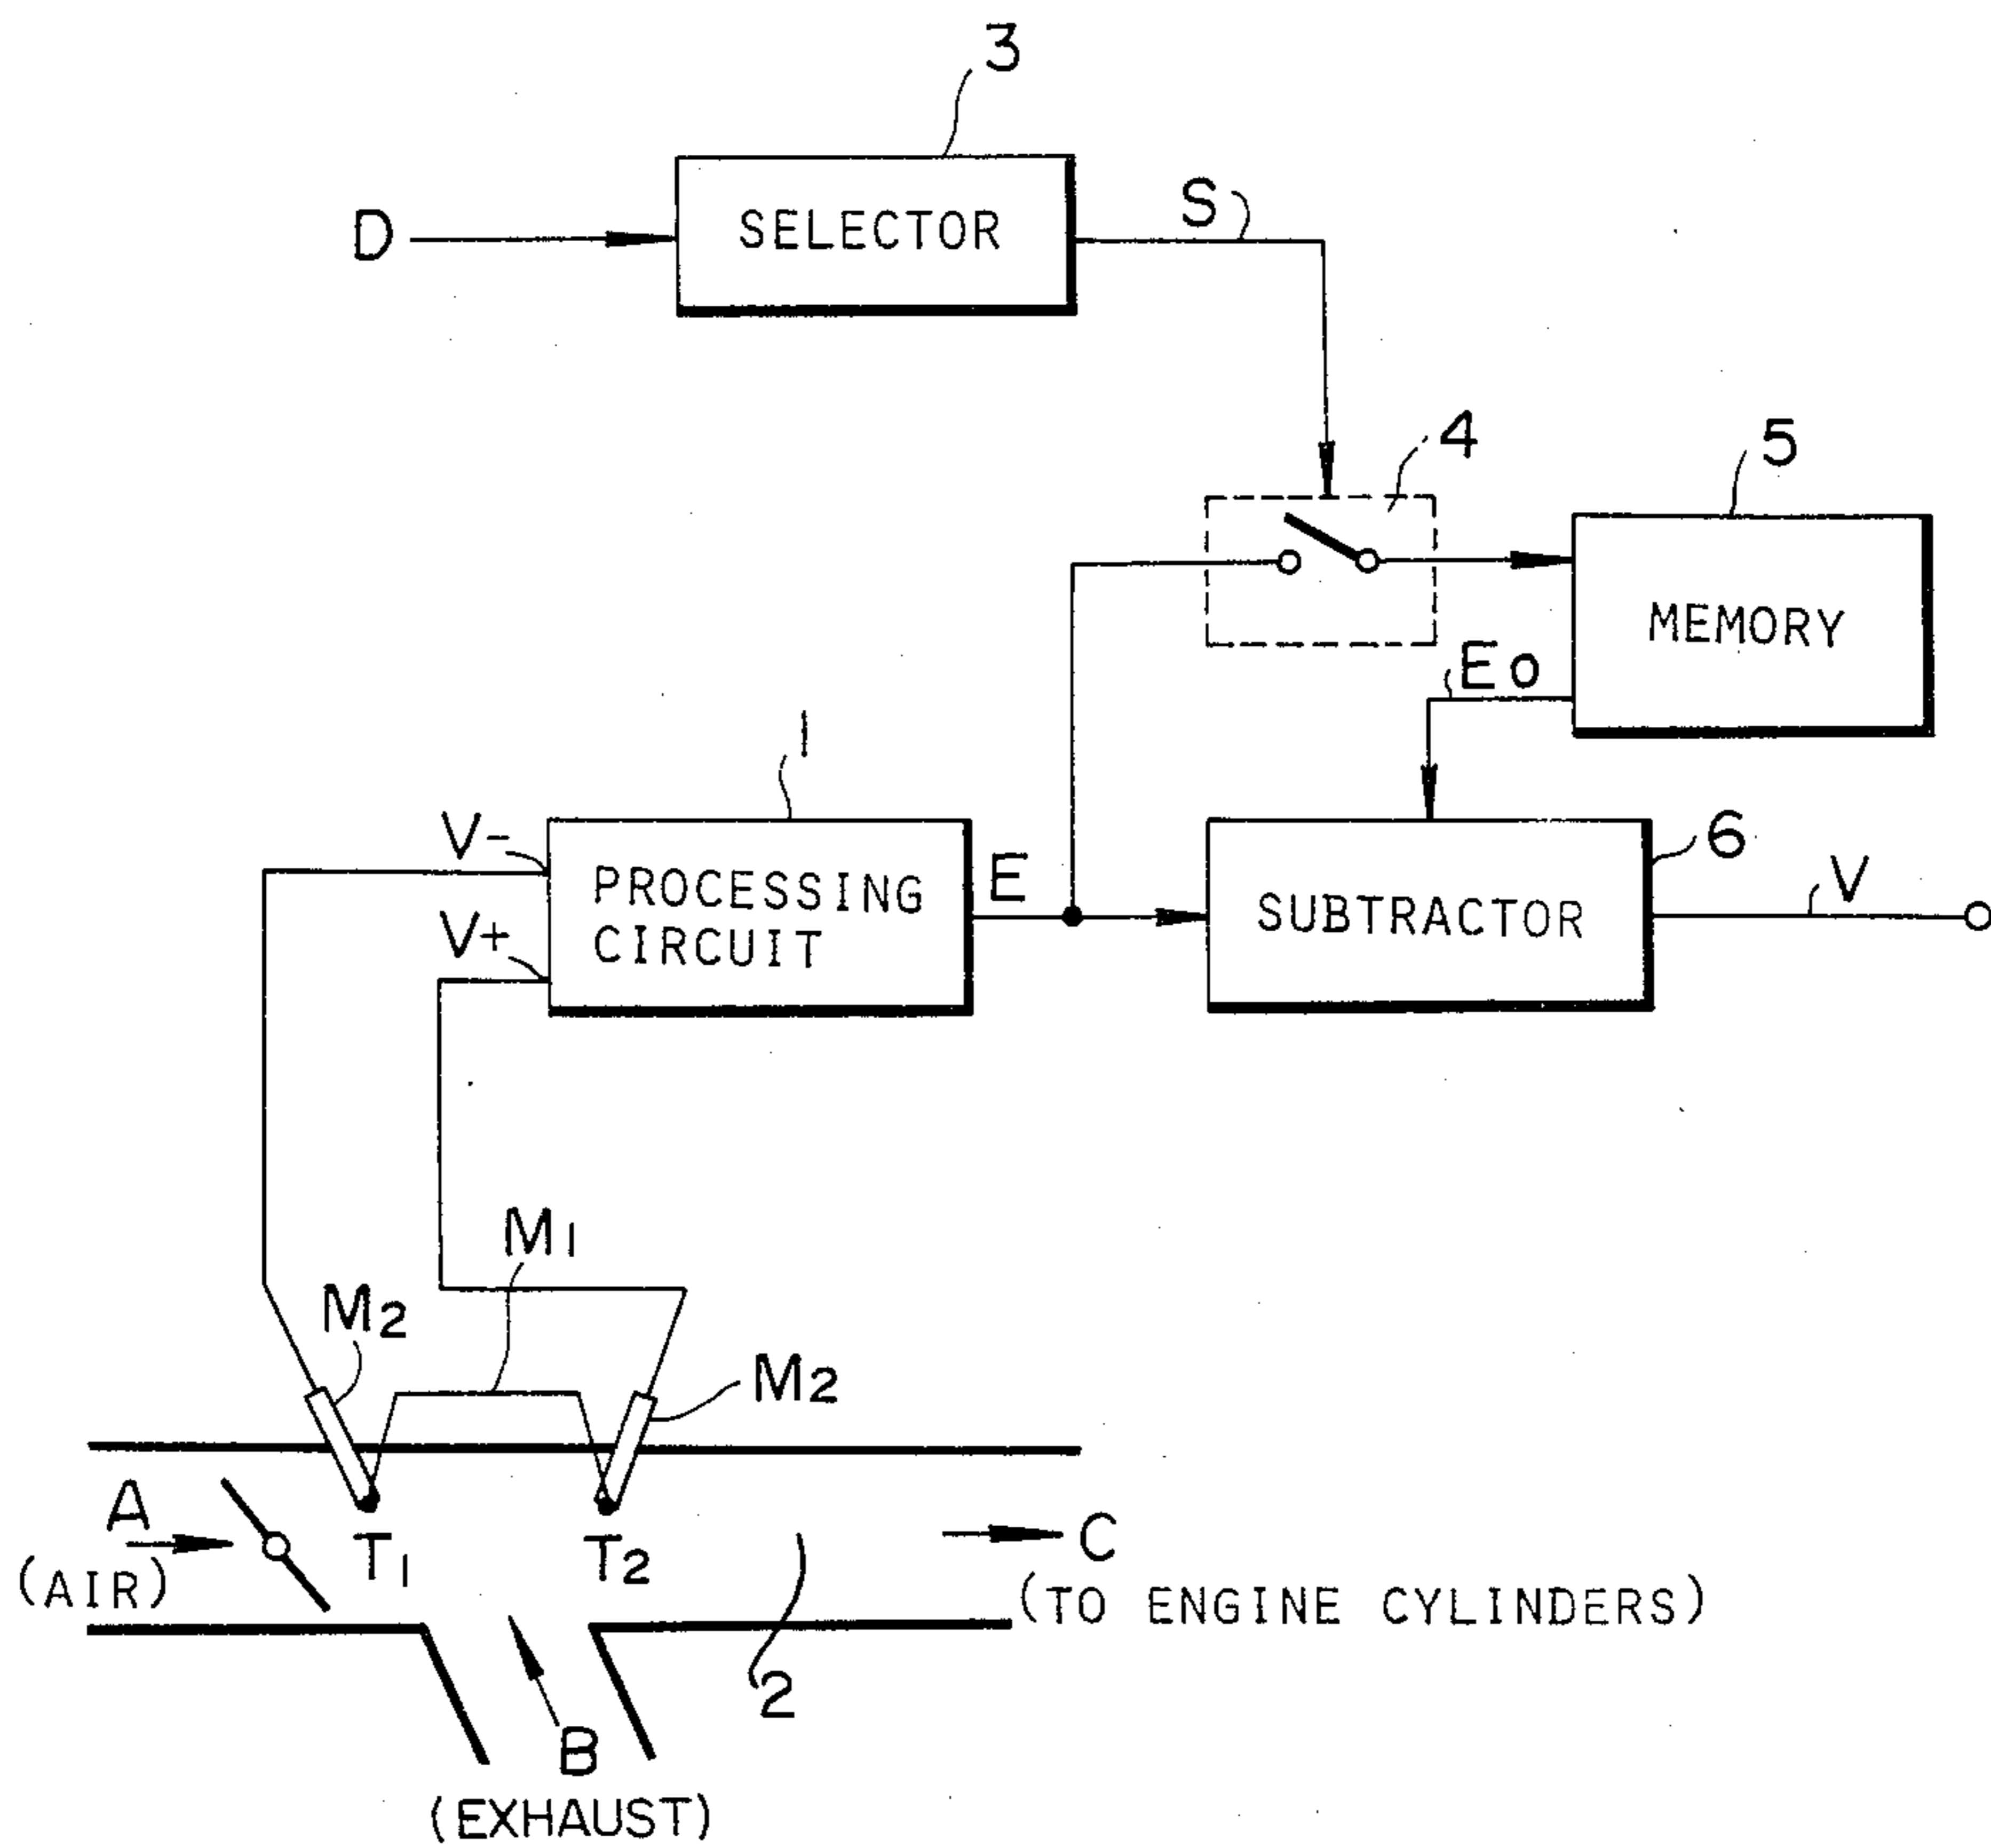 3
D
SELECTOR
S
4
5
MEMORY
Eo
1
V-
V+
PROCESSING
CIRCUIT
E
SUBTRACTOR
6
V
M1
M2
M2
A
(AIR)
T1
T2
C
(TO ENGINE CYLINDERS)
2
B
(EXHAUST)